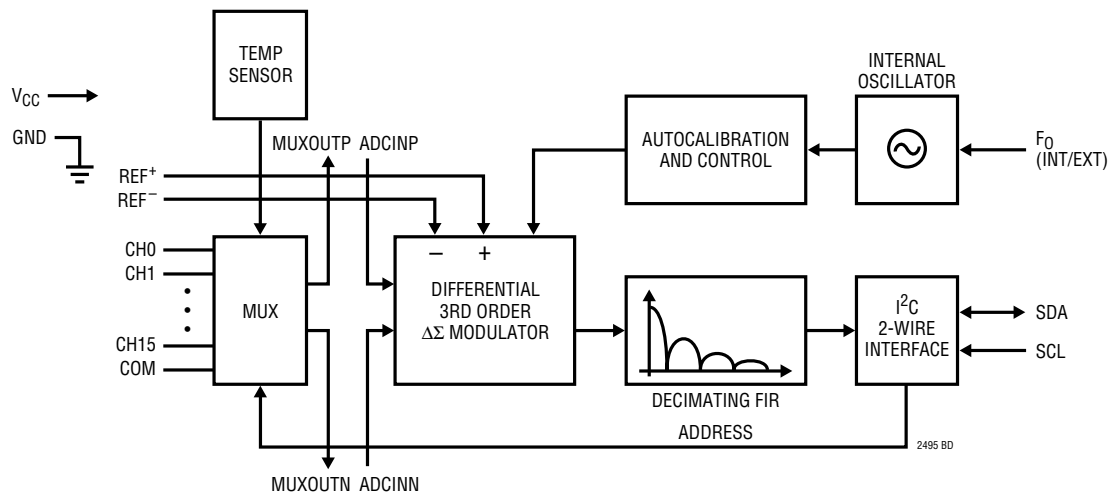 TEMP
SENSOR
INTERNAL
OSCILLATOR
VCC
GND
MUXOUTP ADCINP
AUTOCALIBRATION
AND CONTROL
FO
(INT/EXT)
REF+
REF−
CH0
CH1
CH15
COM
MUX
− +
DIFFERENTIAL
3RD ORDER
ΔΣ MODULATOR
I2C
2-WIRE
INTERFACE
SDA
SCL
DECIMATING FIR
ADDRESS
2495 BD
MUXOUTN ADCINN